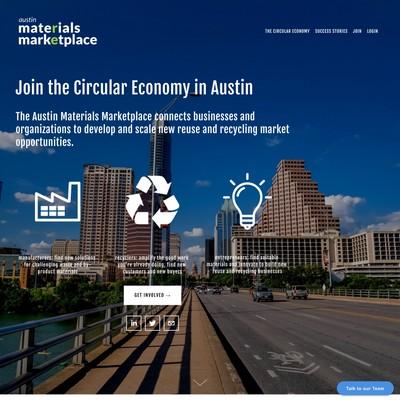 austin
materials
marketplace
THE CIRCULAR ECONOMY SUCCESS STORIES JOIN LOGIN
Join the Circular Economy in Austin
The Austin Materials Marketplace connects businesses and
organizations to develop and scale new reuse and recycling market
opportunities.
manufacturers: find new solutions
for challenging waste and by-
product materials
recyclers: amplify the good work
you're already doing, find new
customers and new buyers
entrepreneurs: find suitable
materials and innovate to build new
reuse and recycling businesses
GET INVOLVED →
Talk to our Team